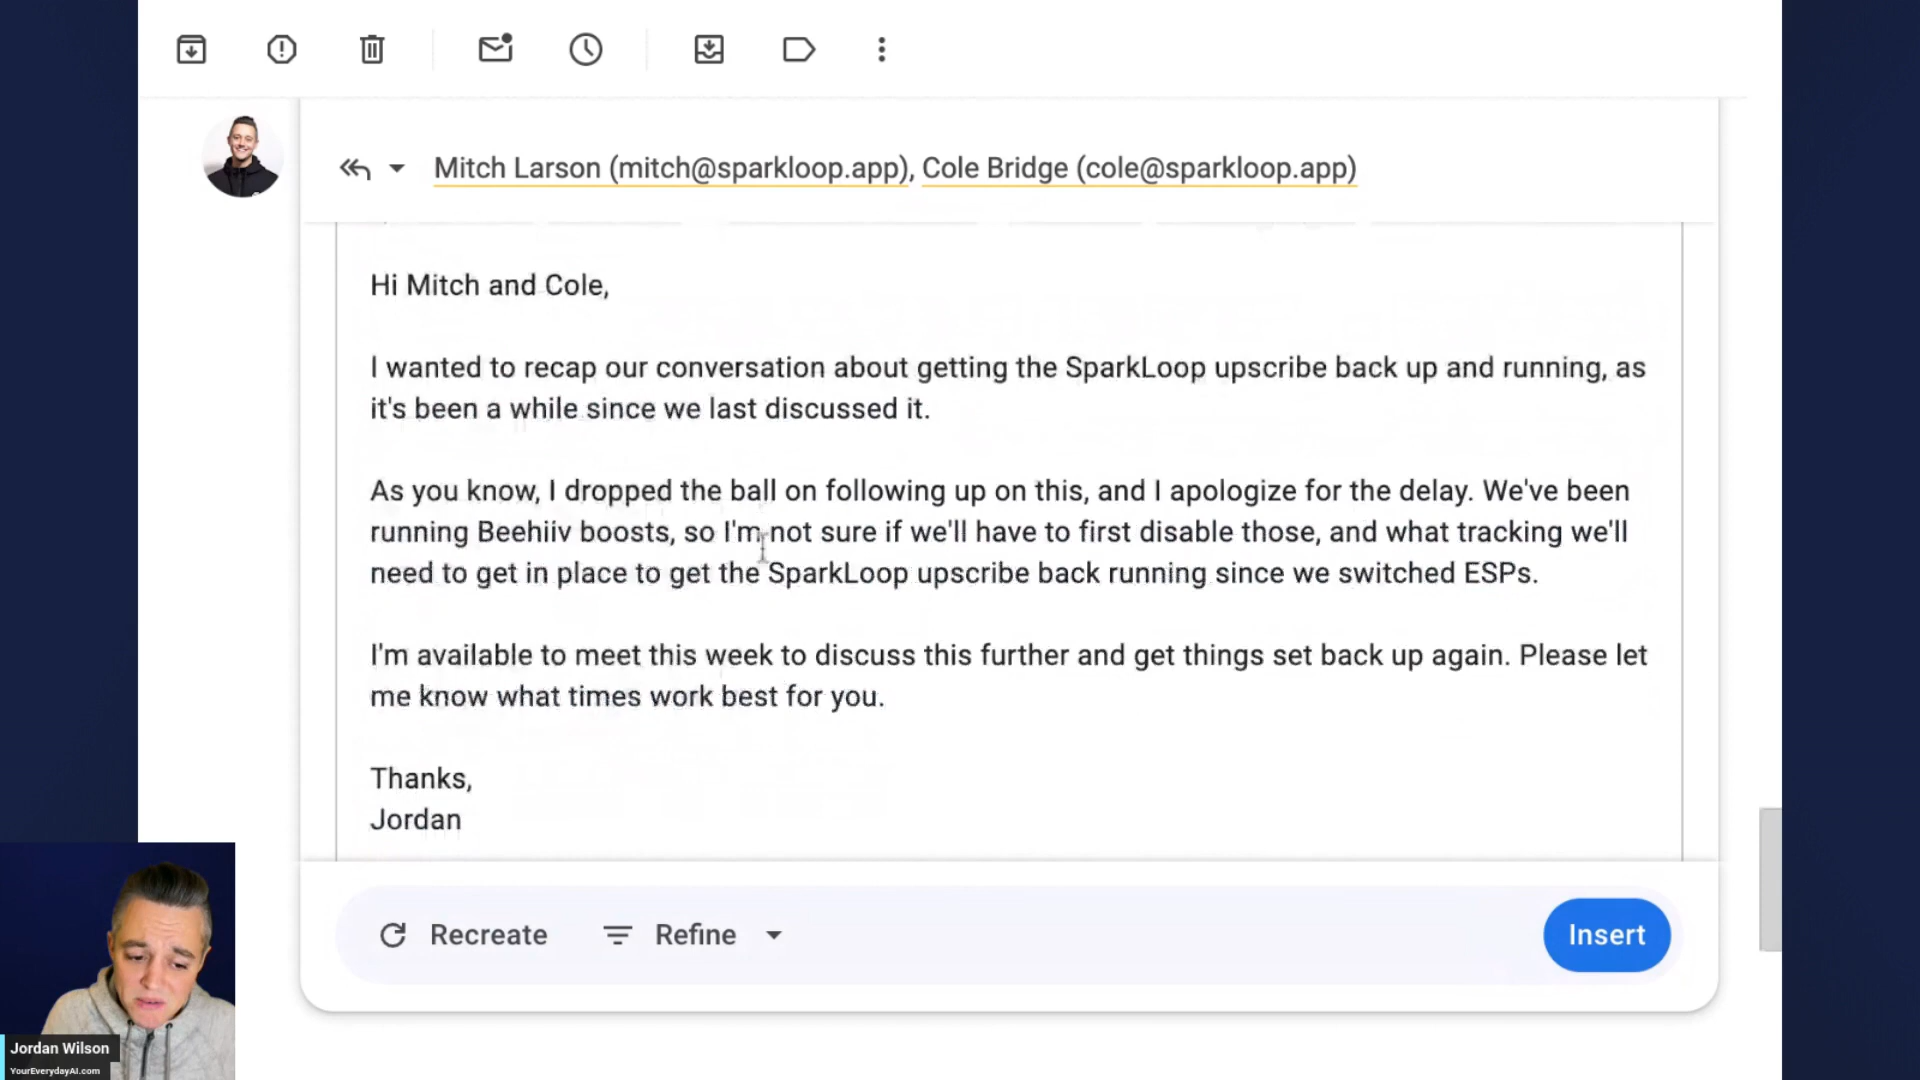 Mitch Larson (mitch@sparkloop.app), Cole Bridge (cole@sparkloop.app)
Hi Mitch and Cole,
I wanted to recap our conversation about getting the SparkLoop upscribe back up and running, as
it's been a while since we last discussed it.
As you know, I dropped the ball on following up on this, and I apologize for the delay. We've been
running Beehiiv boosts, so I'm not sure if we'll have to first disable those, and what tracking we'll
need to get in place to get the SparkLoop upscribe back running since we switched ESPs.
I'm available to meet this week to discuss this further and get things set back up again. Please let
me know what times work best for you.
Thanks,
Jordan
Recreate
Refine
Insert
Jordan Wilson
YourEverydayAI.com